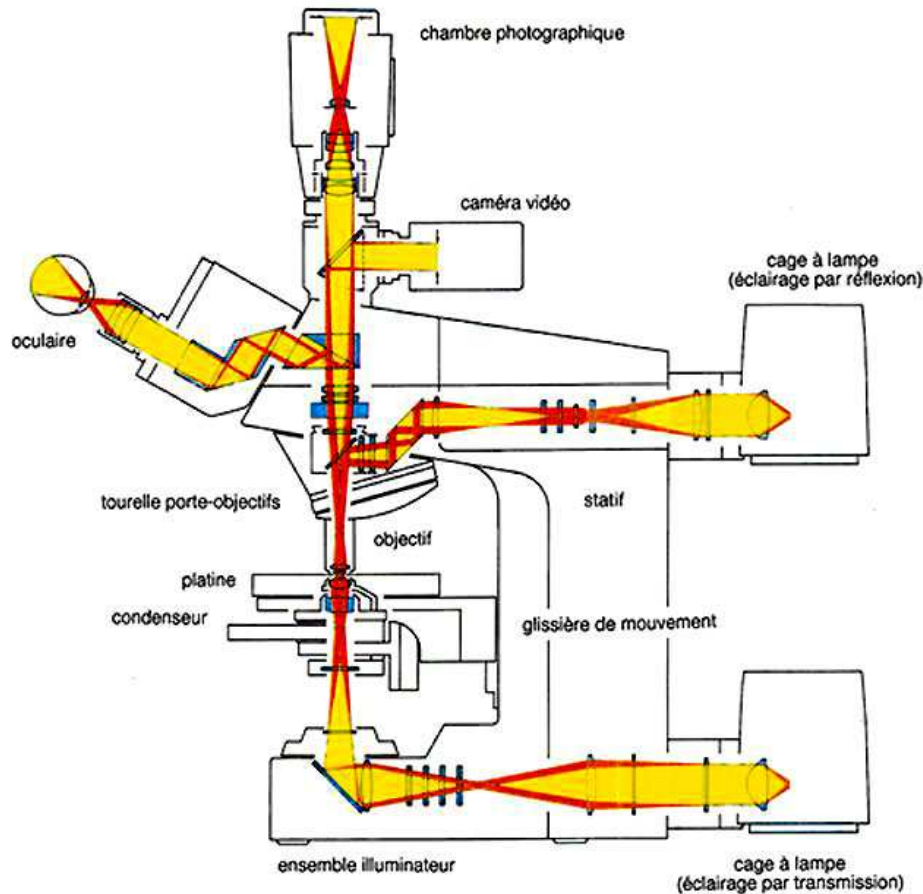 chambre photographique
caméra vidéo
cage à lampe
(éclairage par réflexion)
oculaire
tourelle porte-objectifs
statif
objectif
platine
condenseur
glissière de mouvement
ensemble illuminateur
cage à lampe
(éclairage par transmission)